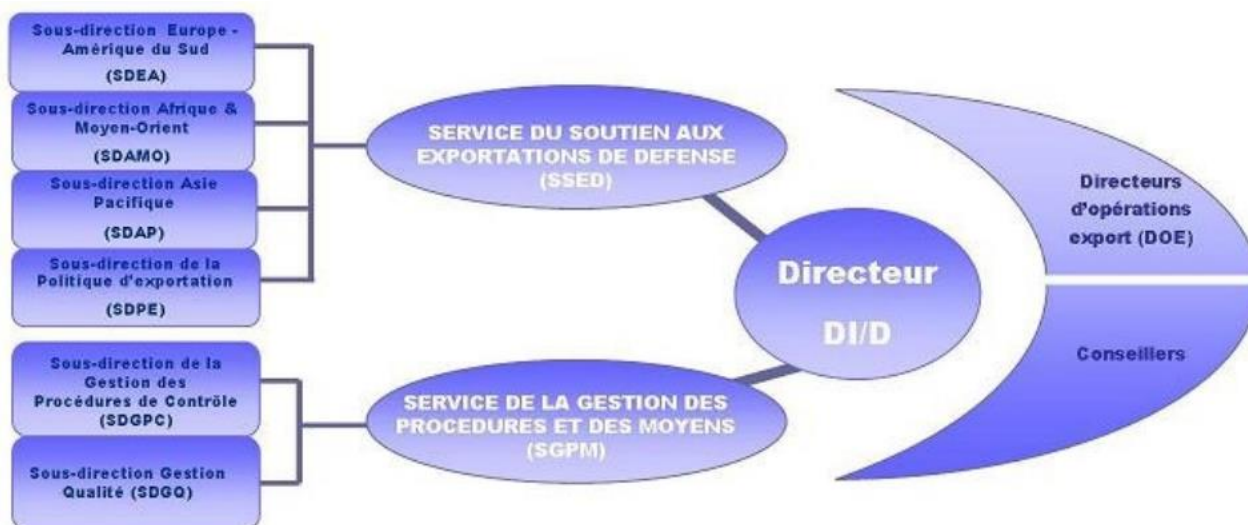 Sous-direction Europe -
Amérique du Sud
(SDEA)
Sous-direction Afrique &
Moyen-Orient
(SDAMO)
Sous-direction Asie
Pacifique
(SDAP)
Sous-direction de la
Politique d'exportation
(SDPE)
Sous-direction de la
Gestion des
Procédures de Contrôle
(SDGPC)
Sous-direction Gestion
Qualité (SDGQ)
SERVICE DU SOUTIEN AUX
EXPORTATIONS DE DEFENSE
(SSED)
SERVICE DE LA GESTION DES
PROCEDURES ET DES MOYENS
(SGPM)
Directeur
DI/D
Directeurs
d'opérations
export (DOE)
Conseillers